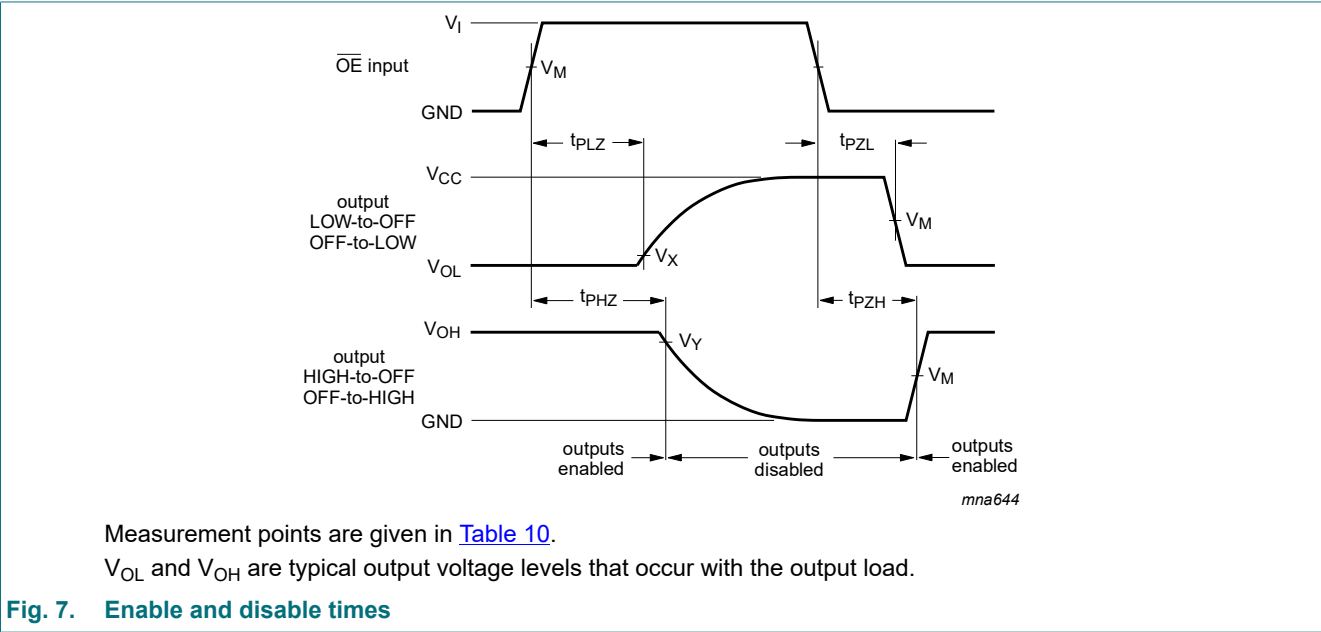 V_I
OE input
V_M
GND
t_PLZ
t_PZL
V_CC
output
LOW-to-OFF
OFF-to-LOW
V_M
V_X
V_OL
t_PHZ
t_PZH
V_OH
V_Y
output
HIGH-to-OFF
OFF-to-HIGH
V_M
GND
outputs
enabled
outputs
disabled
outputs
enabled
mna644
Measurement points are given in Table 10.
V_OL and V_OH are typical output voltage levels that occur with the output load.
Fig. 7. Enable and disable times